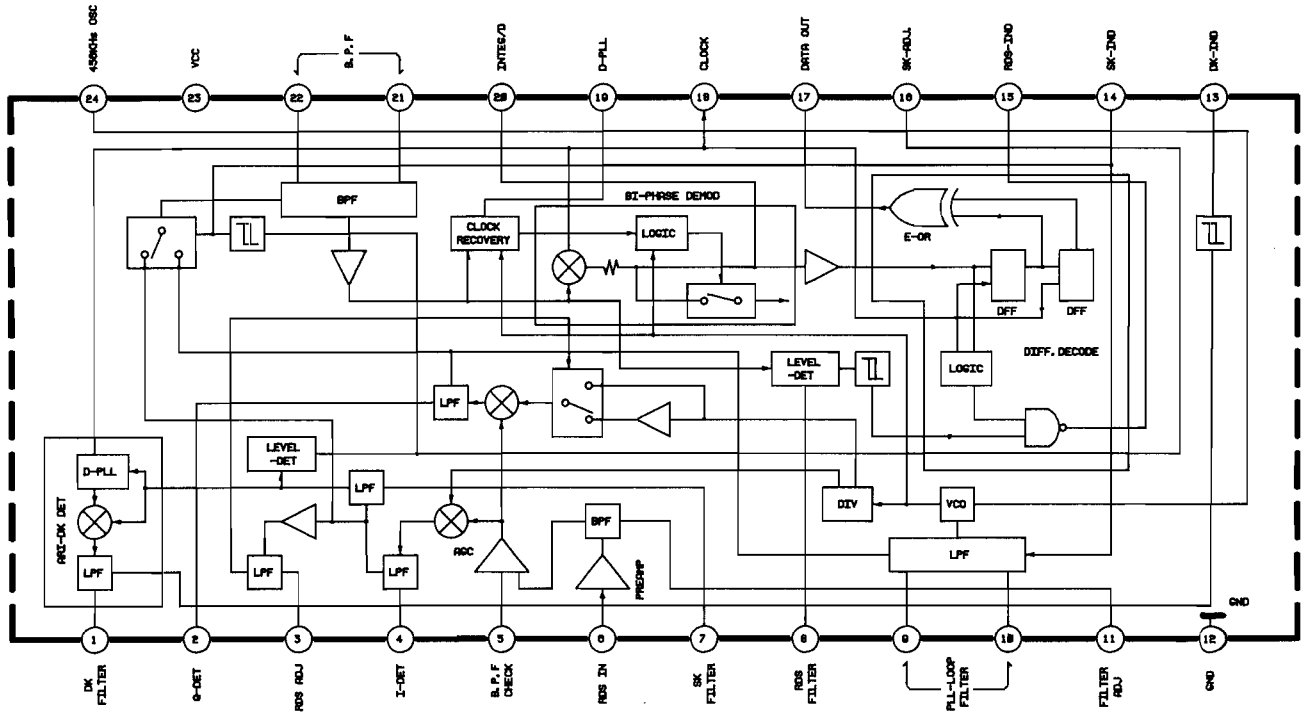 456KHz OSC
VCC
B.P.F
INTEG/D
D-PLL
CLOCK
DATA OUT
SK-ADJ.
RDS-IND
SK-IND
DK-IND
24
23
22
21
20
19
18
17
16
15
14
13
BPF
BI-PHASE DEMOD
CLOCK
RECOVERY
LOGIC
E-OR
DFF
DFF
DIFF. DECODE
LEVEL
-DET
LOGIC
LPF
LEVEL
-DET
D-PLL
ARI-DK DET
LPF
LPF
LPF
LPF
AGC
BPF
PREAMP
DIV
VCO
LPF
GND
1
2
3
4
5
6
7
8
9
10
11
12
DK
FILTER
Q-DET
RDS ADJ
I-DET
B.P.F
CHECK
RDS IN
SK
FILTER
RDS
FILTER
PLL-LOOP
FILTER
FILTER
ADJ
GND